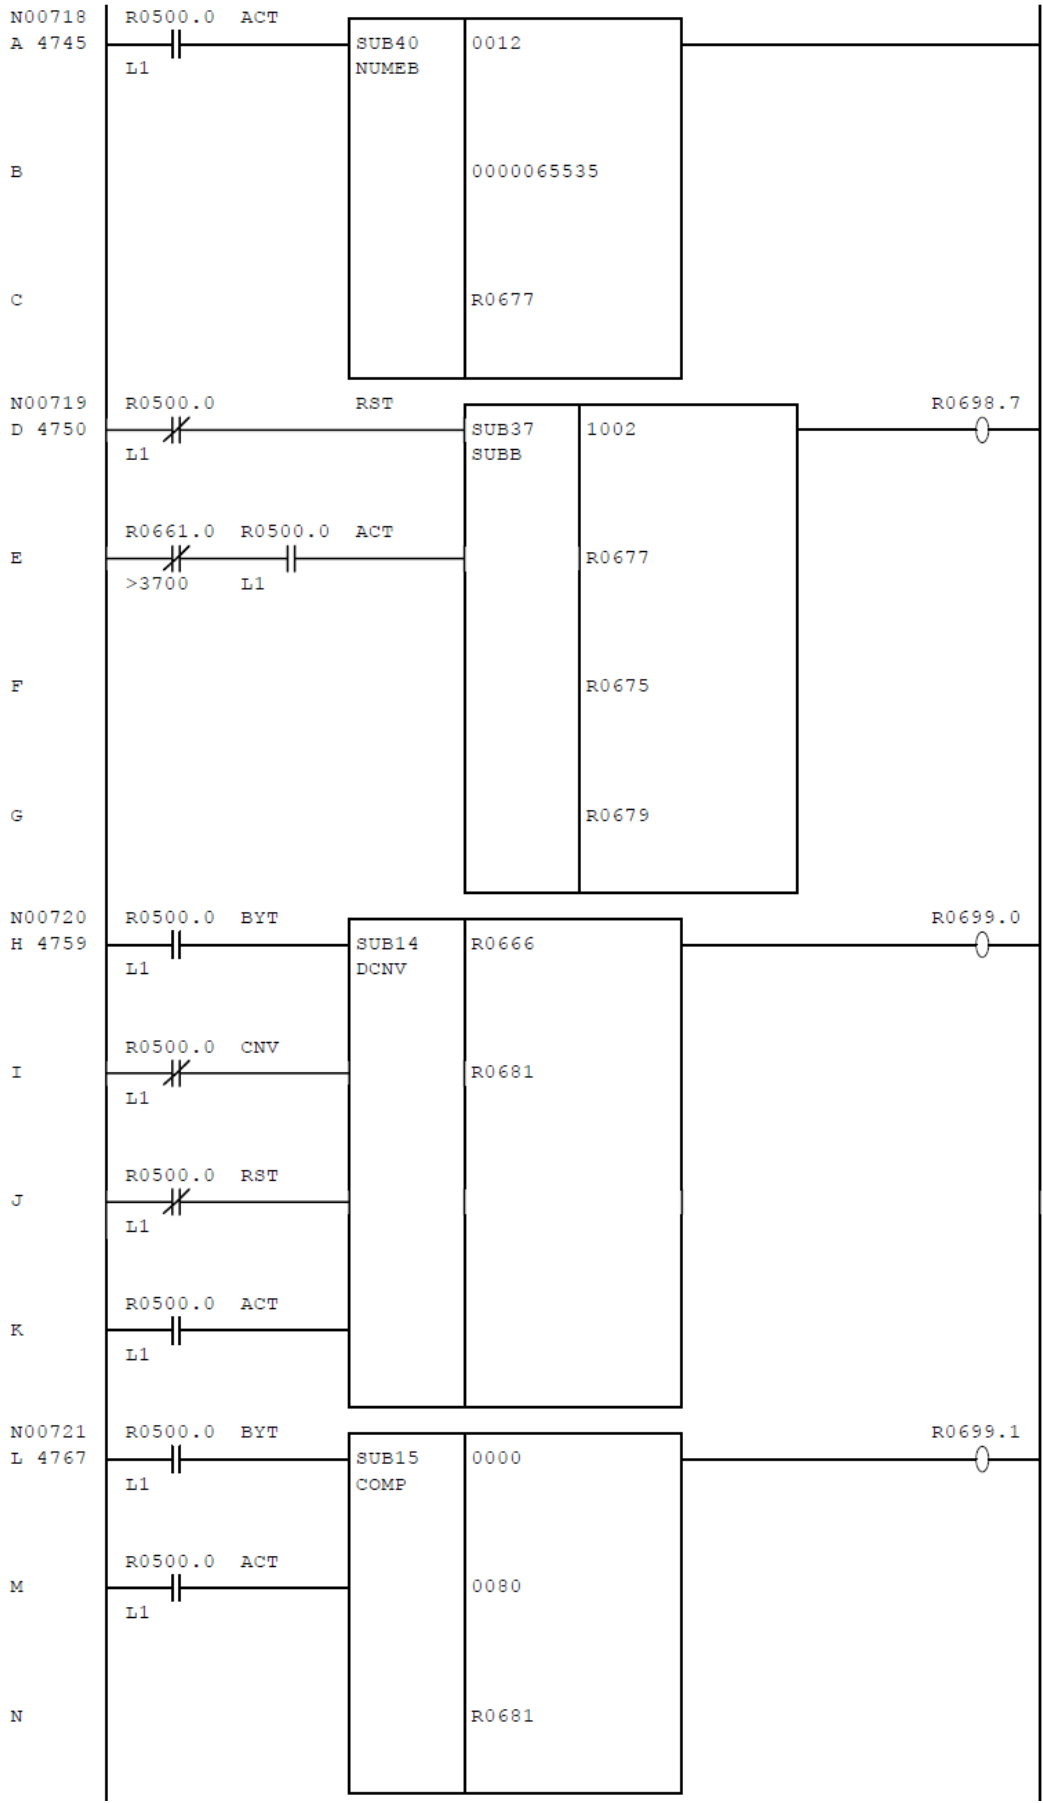 N00718 R0500.0 ACT
A 4745 SUB40 0012
L1 NUMEB
B 0000065535
C R0677
N00719 R0500.0 RST R0698.7
D 4750 SUB37 1002
L1 SUBB
R0661.0 R0500.0 ACT
E R0677
>3700 L1
F R0675
G R0679
N00720 R0500.0 BYT R0699.0
H 4759 SUB14 R0666
L1 DCNV
R0500.0 CNV
I R0681
L1
R0500.0 RST
J
L1
R0500.0 ACT
K
L1
N00721 R0500.0 BYT R0699.1
L 4767 SUB15 0000
L1 COMP
R0500.0 ACT
M 0080
L1
N R0681